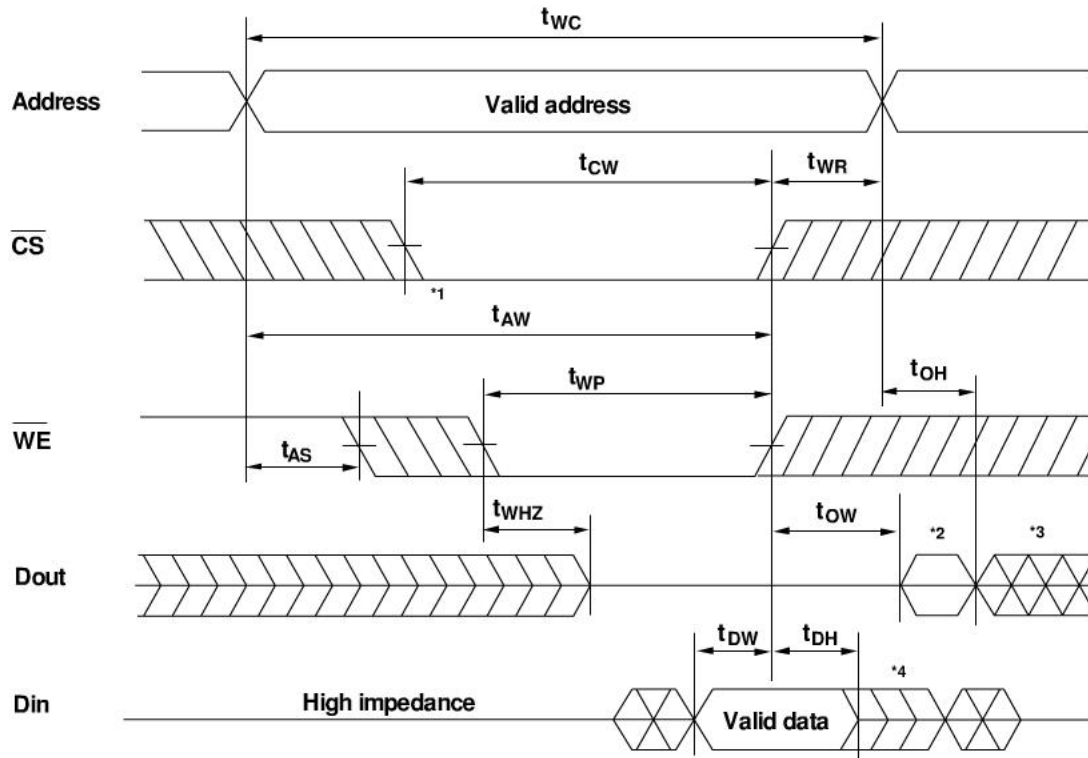 tWC
Address
Valid address
tCW
tWR
CS
*1
tAW
tOH
tWP
WE
tAS
tWHZ
tOW
*2
*3
Dout
tDW
tDH
*4
Din
High impedance
Valid data